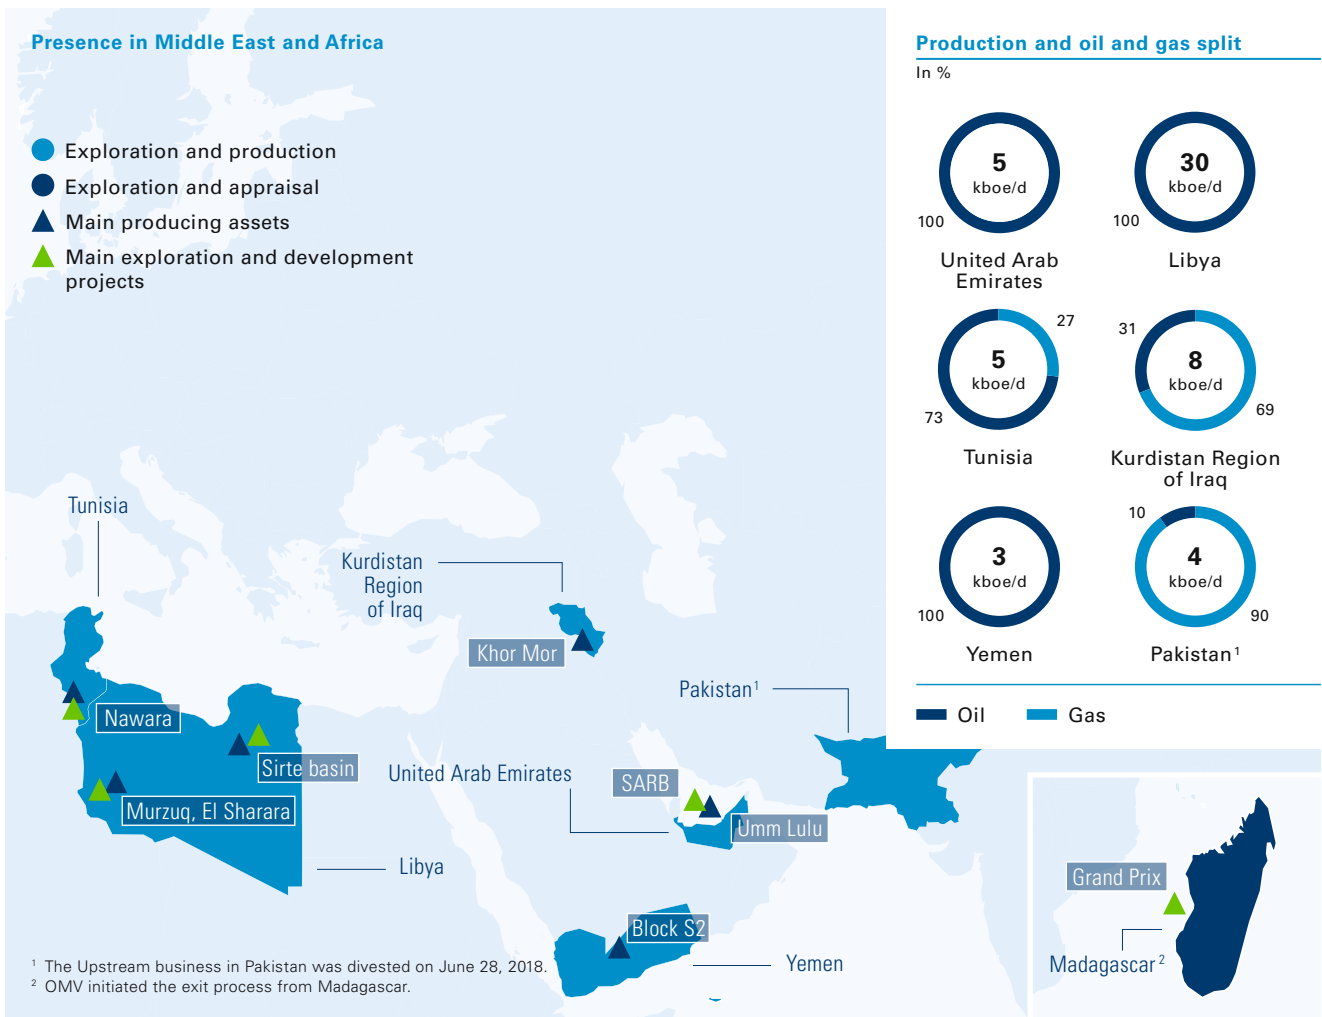 Presence in Middle East and Africa
Exploration and production
Exploration and appraisal
Main producing assets
Main exploration and development
projects
Production and oil and gas split
In %
5
kboe/d
100
United Arab
Emirates
30
kboe/d
100
Libya
5
kboe/d
27
73
Tunisia
31
8
kboe/d
69
Kurdistan Region
of Iraq
3
kboe/d
100
Yemen
10
4
kboe/d
90
Pakistan¹
Oil
Gas
Tunisia
Kurdistan
Region
of Iraq
Khor Mor
Pakistan¹
Nawara
Sirte basin
Murzuq, El Sharara
United Arab Emirates
SARB
Umm Lulu
Libya
Block S2
Yemen
Grand Prix
Madagascar²
¹ The Upstream business in Pakistan was divested on June 28, 2018.
² OMV initiated the exit process from Madagascar.